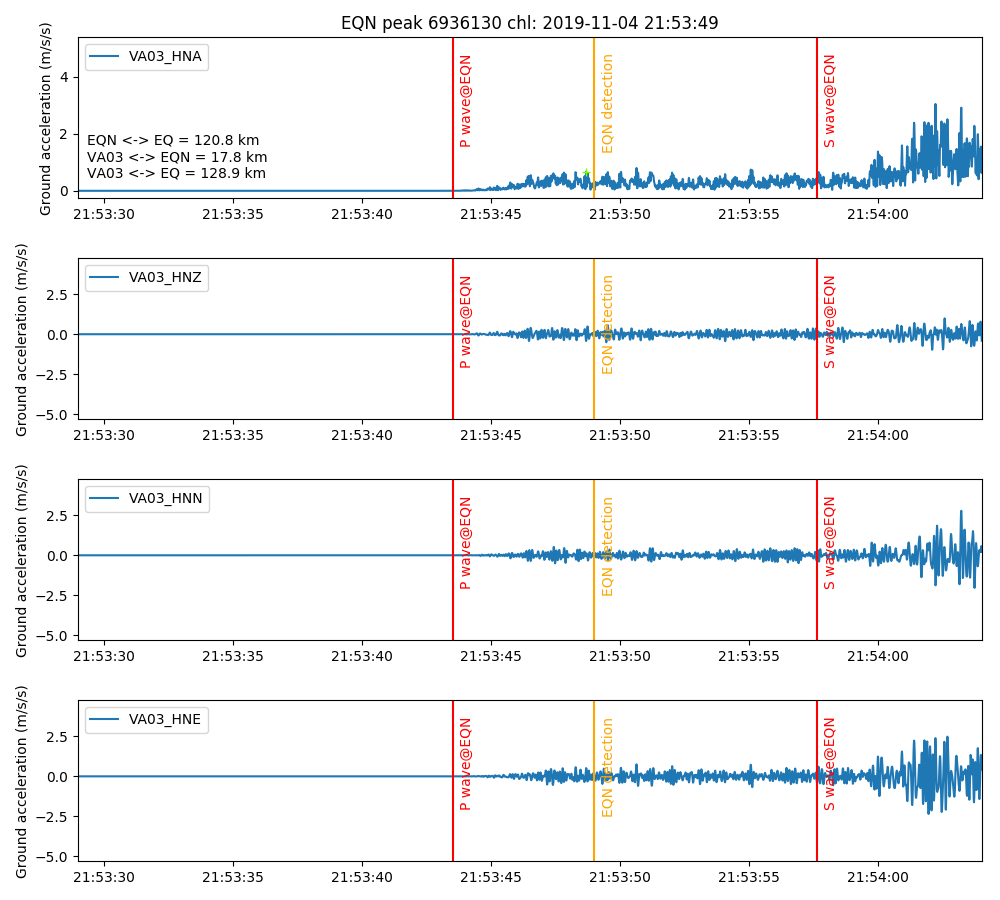 EQN peak 6936130 chl: 2019-11-04 21:53:49
Ground acceleration (m/s/s)
VA03_HNA
P wave@EQN
EQN detection
S wave@EQN
EQN <-> EQ = 120.8 km
VA03 <-> EQN = 17.8 km
VA03 <-> EQ = 128.9 km
4
2
0
21:53:30 21:53:35 21:53:40 21:53:45 21:53:50 21:53:55 21:54:00
Ground acceleration (m/s/s)
VA03_HNZ
P wave@EQN
EQN detection
S wave@EQN
2.5
0.0
−2.5
−5.0
21:53:30 21:53:35 21:53:40 21:53:45 21:53:50 21:53:55 21:54:00
Ground acceleration (m/s/s)
VA03_HNN
P wave@EQN
EQN detection
S wave@EQN
2.5
0.0
−2.5
−5.0
21:53:30 21:53:35 21:53:40 21:53:45 21:53:50 21:53:55 21:54:00
Ground acceleration (m/s/s)
VA03_HNE
P wave@EQN
EQN detection
S wave@EQN
2.5
0.0
−2.5
−5.0
21:53:30 21:53:35 21:53:40 21:53:45 21:53:50 21:53:55 21:54:00